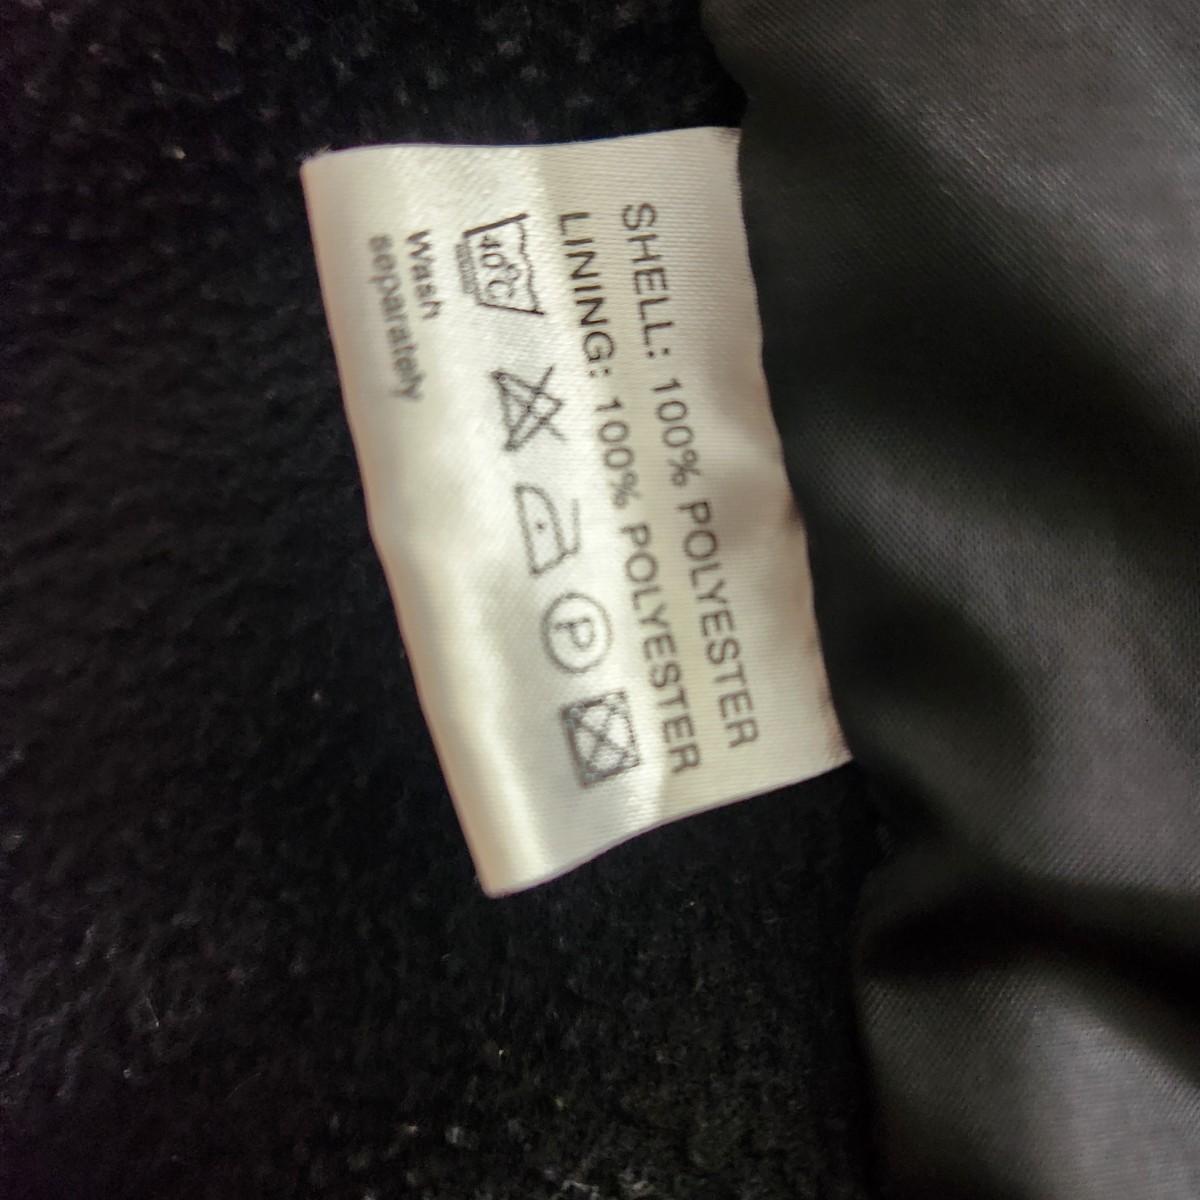 SHELL: 100% POLYESTER
LINING: 100% POLYESTER
40°C P
Wash
separately